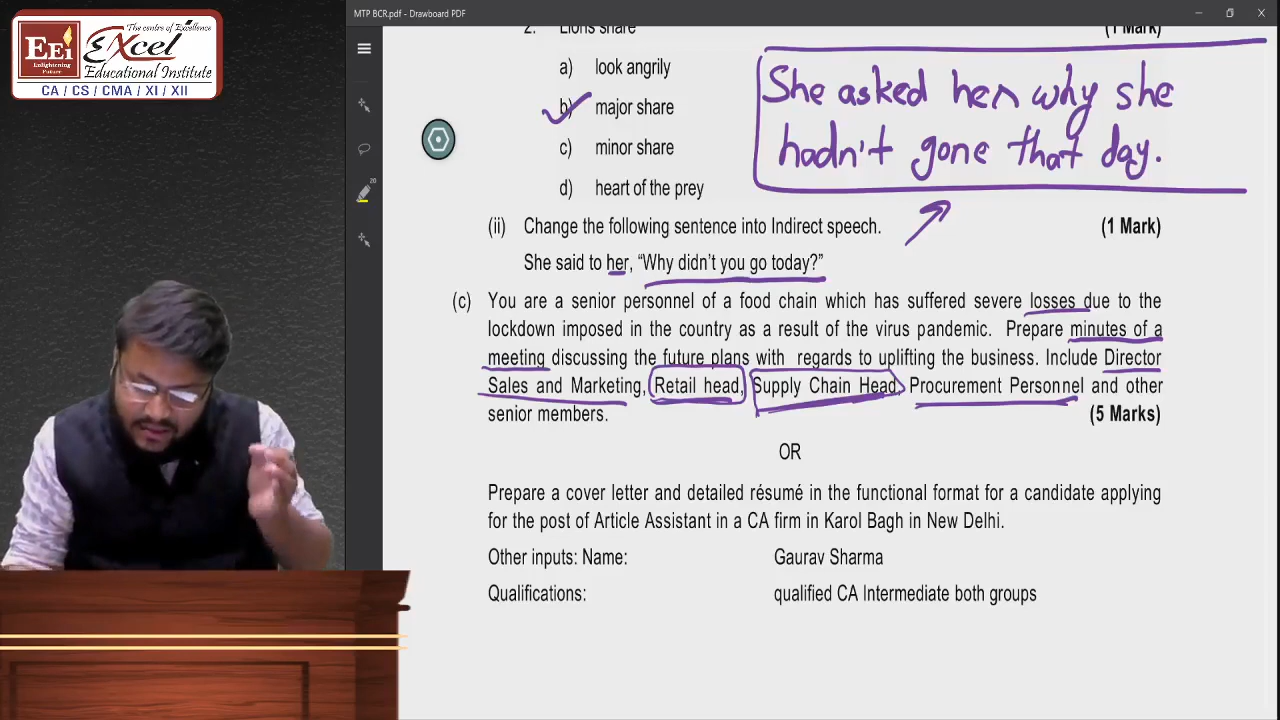 MTP BCR.pdf - Drawboard PDF
The centre of Excellence
EEi
Enlightening Future
EXcel
Educational Institute
CA / CS / CMA / XI / XII
20
2. Lions share (1 Mark)
a) look angrily
b) major share
c) minor share
d) heart of the prey
She asked her why she
hadn't gone that day.
(ii) Change the following sentence into Indirect speech. (1 Mark)
She said to her, “Why didn’t you go today?”
(c) You are a senior personnel of a food chain which has suffered severe losses due to the
lockdown imposed in the country as a result of the virus pandemic. Prepare minutes of a
meeting discussing the future plans with regards to uplifting the business. Include Director
Sales and Marketing, Retail head, Supply Chain Head, Procurement Personnel and other
senior members. (5 Marks)
OR
Prepare a cover letter and detailed résumé in the functional format for a candidate applying
for the post of Article Assistant in a CA firm in Karol Bagh in New Delhi.
Other inputs: Name: Gaurav Sharma
Qualifications: qualified CA Intermediate both groups